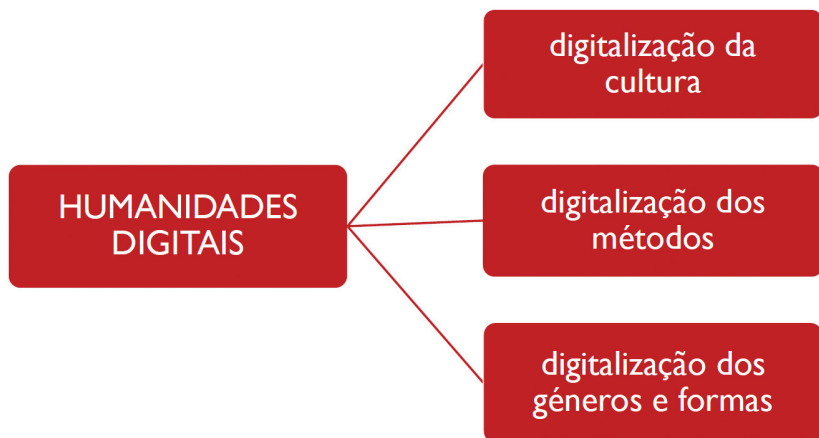 HUMANIDADES
DIGITAIS
digitalização da
cultura
digitalização dos
métodos
digitalização dos
géneros e formas